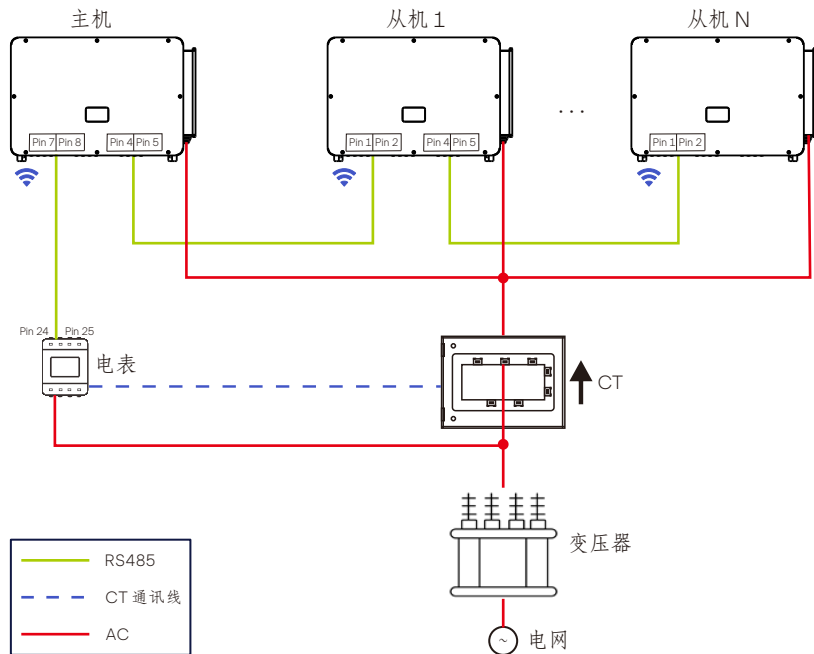 主机 从机 1 从机 N
...
Pin 7 Pin 8 Pin 4 Pin 5 Pin 1 Pin 2 Pin 4 Pin 5 Pin 1 Pin 2
Pin 24 Pin 25
电表
CT
变压器
RS485
CT 通讯线
AC
~
电网